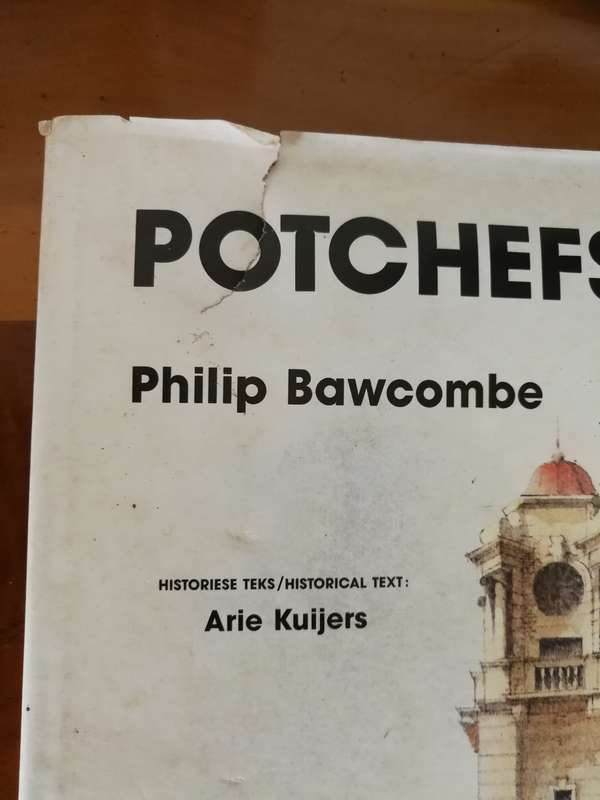 POTCHEFS
Philip Bawcombe
HISTORIESE TEKS/HISTORICAL TEXT:
Arie Kuijers